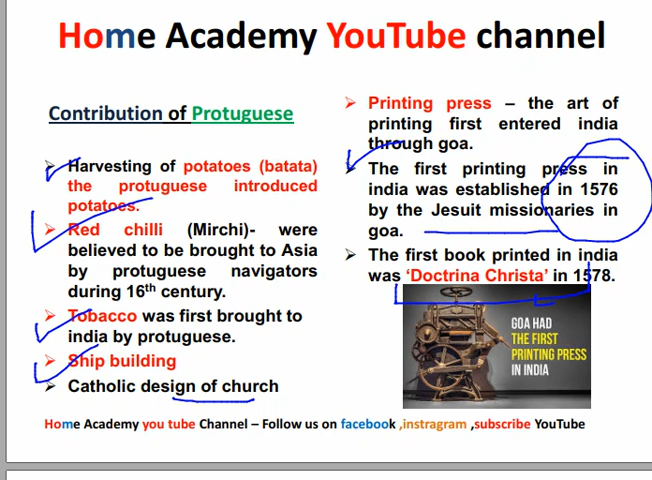 Home Academy YouTube channel
Contribution of Protuguese
Harvesting of potatoes (batata)
the protuguese introduced
potatoes.
Red chilli (Mirchi)- were
believed to be brought to Asia
by protuguese navigators
during 16th century.
Tobacco was first brought to
india by protuguese.
Ship building
Catholic design of church
Printing press – the art of
printing first entered india
through goa.
The first printing press in
india was established in 1576
by the Jesuit missionaries in
goa.
The first book printed in india
was ‘Doctrina Christa’ in 1578.
GOA HAD
THE FIRST
PRINTING PRESS
IN INDIA
Home Academy you tube Channel – Follow us on facebook ,instragram ,subscribe YouTube